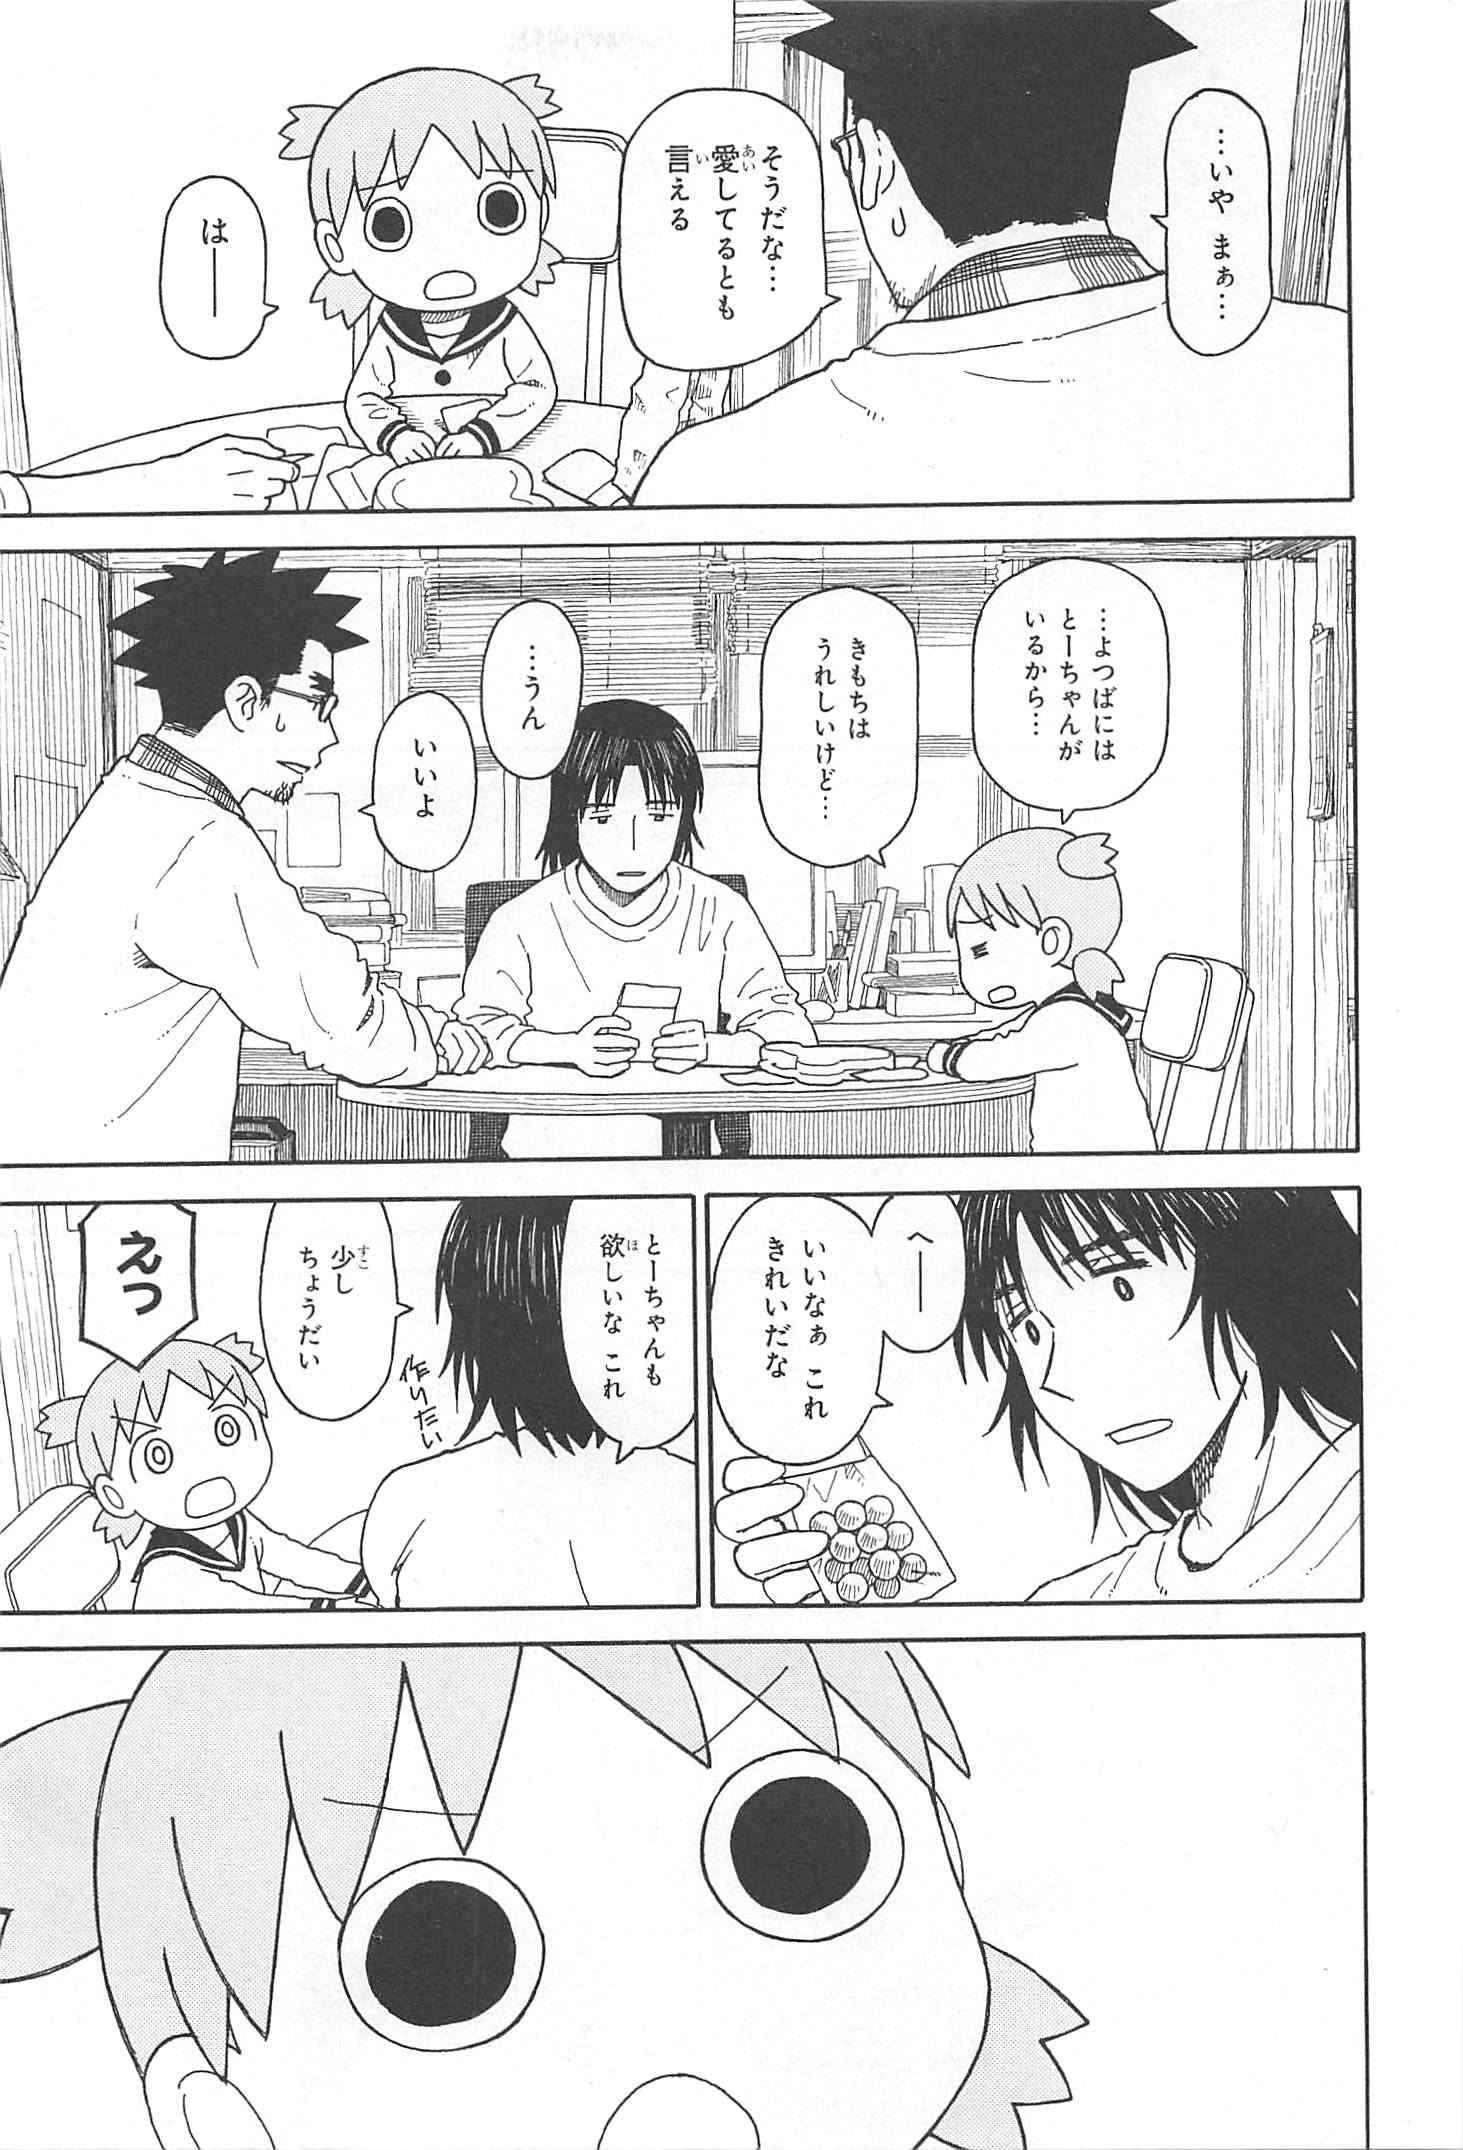 …いや まぁ…
そうだな…
愛してるとも
言える
はーー
…よつばには
とーちゃんが
いるから…
きもちは
うれしいけど…
…うん
いいよ
へーー
いいなぁ これ
きれいだな
とーちゃんも
欲しいな これ
作りたい
少し
ちょうだい
えっ